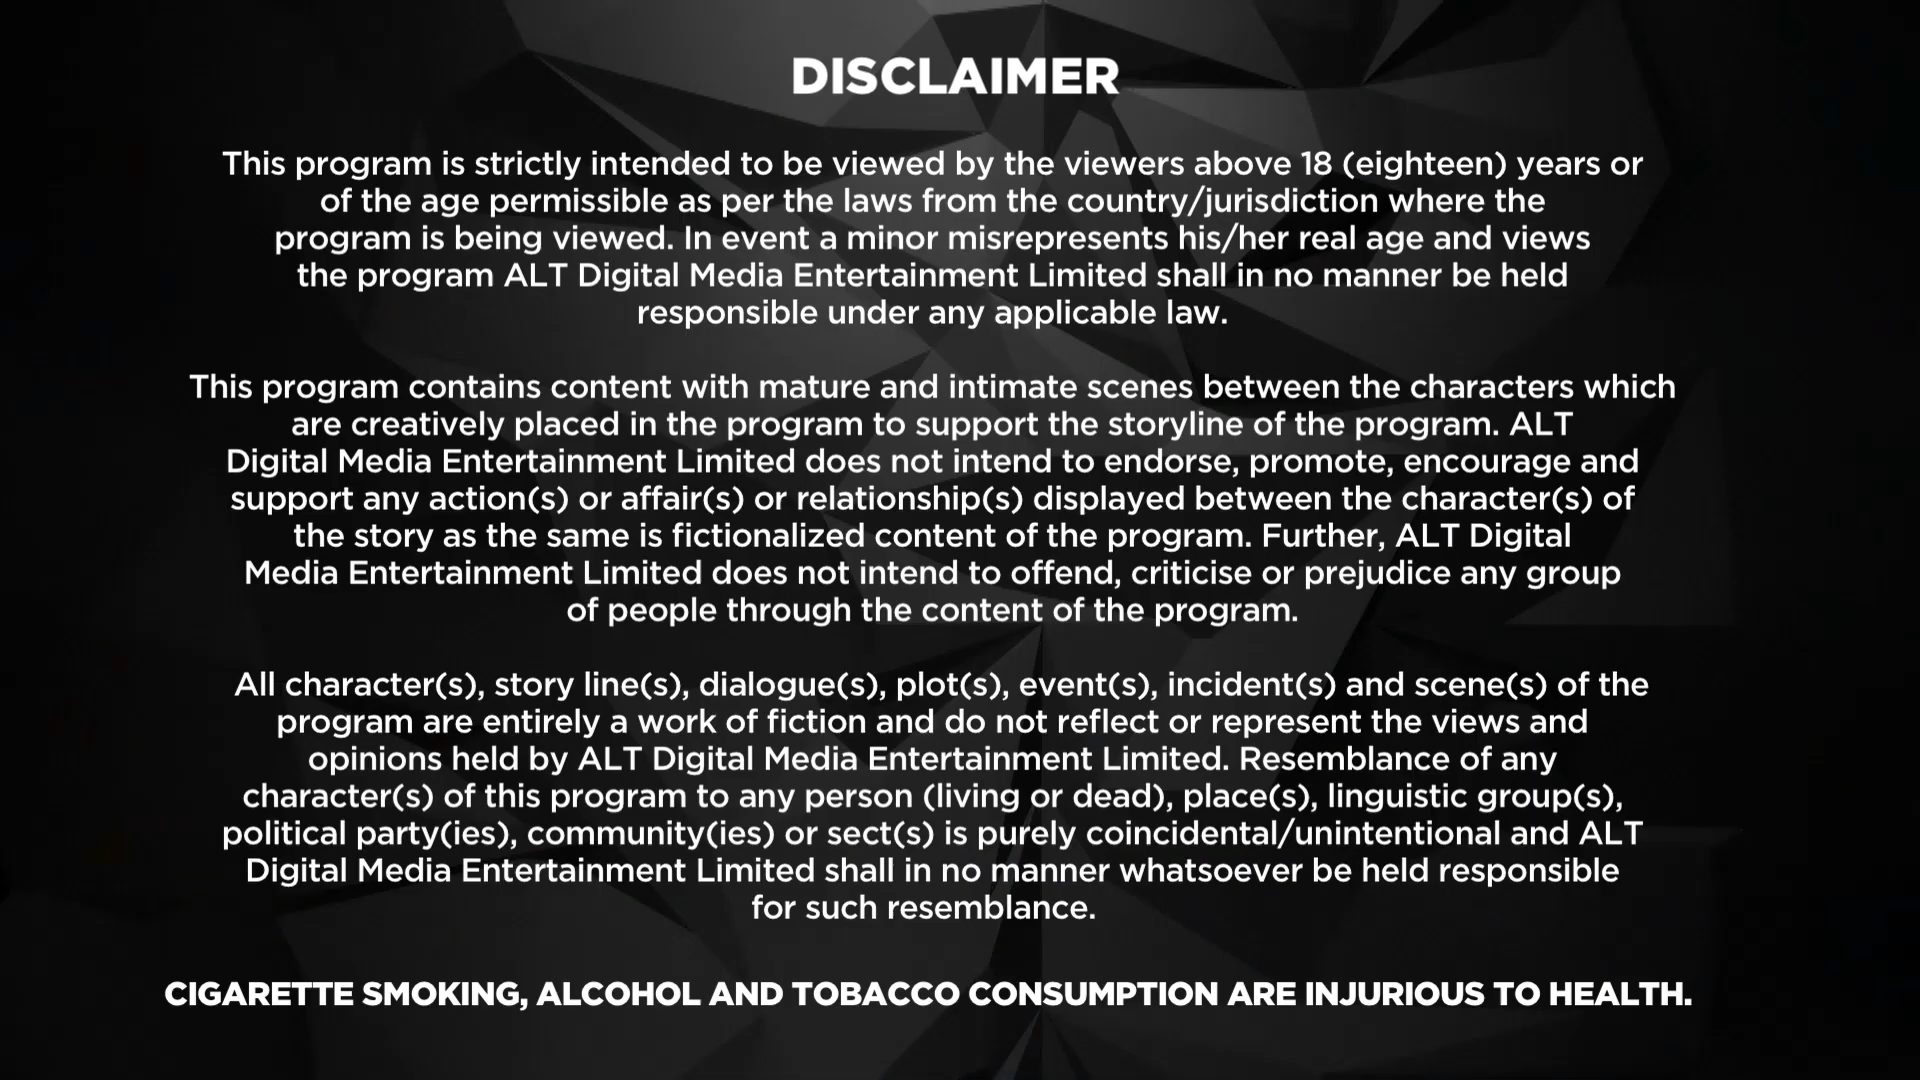 DISCLAIMER
This program is strictly intended to be viewed by the viewers above 18 (eighteen) years or
of the age permissible as per the laws from the country/jurisdiction where the
program is being viewed. In event a minor misrepresents his/her real age and views
the program ALT Digital Media Entertainment Limited shall in no manner be held
responsible under any applicable law.
This program contains content with mature and intimate scenes between the characters which
are creatively placed in the program to support the storyline of the program. ALT
Digital Media Entertainment Limited does not intend to endorse, promote, encourage and
support any action(s) or affair(s) or relationship(s) displayed between the character(s) of
the story as the same is fictionalized content of the program. Further, ALT Digital
Media Entertainment Limited does not intend to offend, criticise or prejudice any group
of people through the content of the program.
All character(s), story line(s), dialogue(s), plot(s), event(s), incident(s) and scene(s) of the
program are entirely a work of fiction and do not reflect or represent the views and
opinions held by ALT Digital Media Entertainment Limited. Resemblance of any
character(s) of this program to any person (living or dead), place(s), linguistic group(s),
political party(ies), community(ies) or sect(s) is purely coincidental/unintentional and ALT
Digital Media Entertainment Limited shall in no manner whatsoever be held responsible
for such resemblance.
CIGARETTE SMOKING, ALCOHOL AND TOBACCO CONSUMPTION ARE INJURIOUS TO HEALTH.